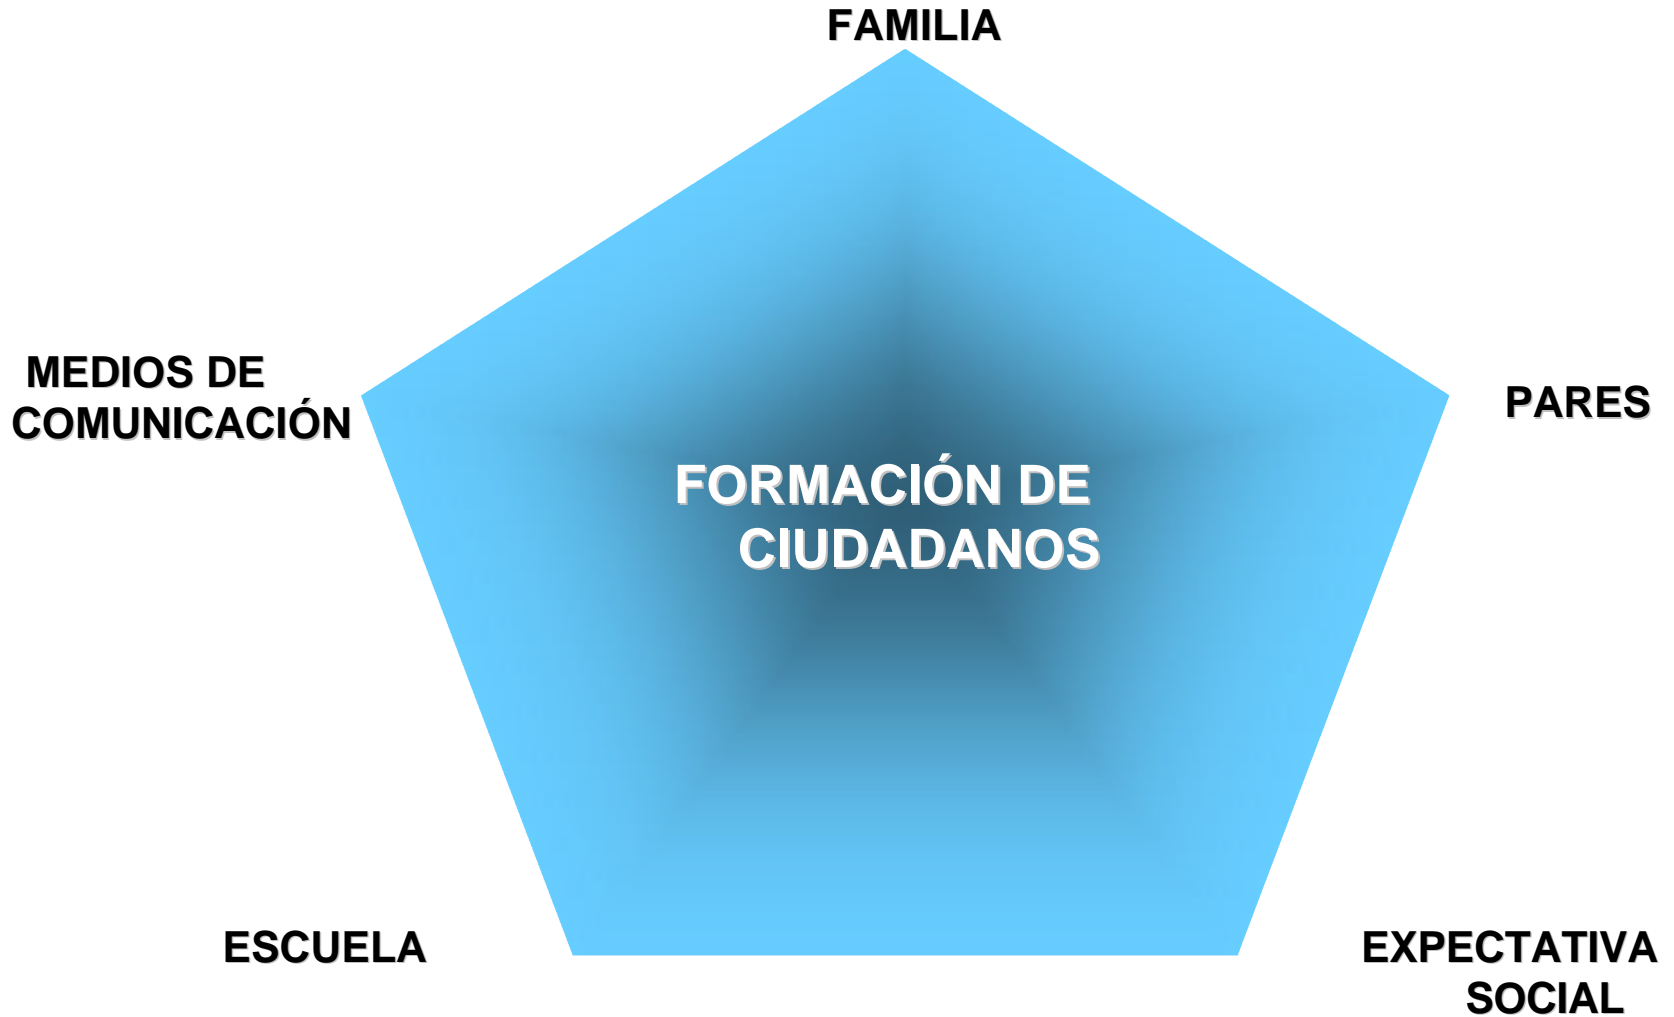 FAMILIA
MEDIOS DE
COMUNICACIÓN
PARES
FORMACIÓN DE
CIUDADANOS
ESCUELA
EXPECTATIVA
SOCIAL